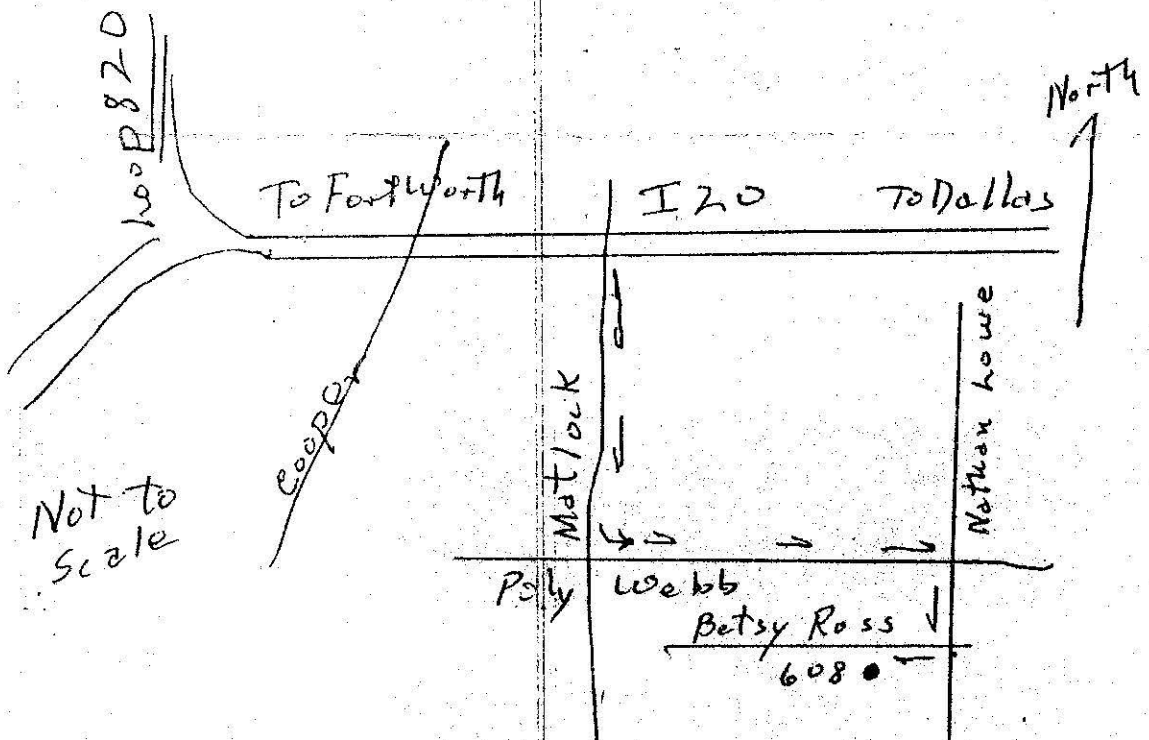 Loop 820
North
To Fort Worth
I 20
To Dallas
Cooper
Matlock
Nathan Lowe
Not to
Scale
Poly Webb
Betsy Ross
608